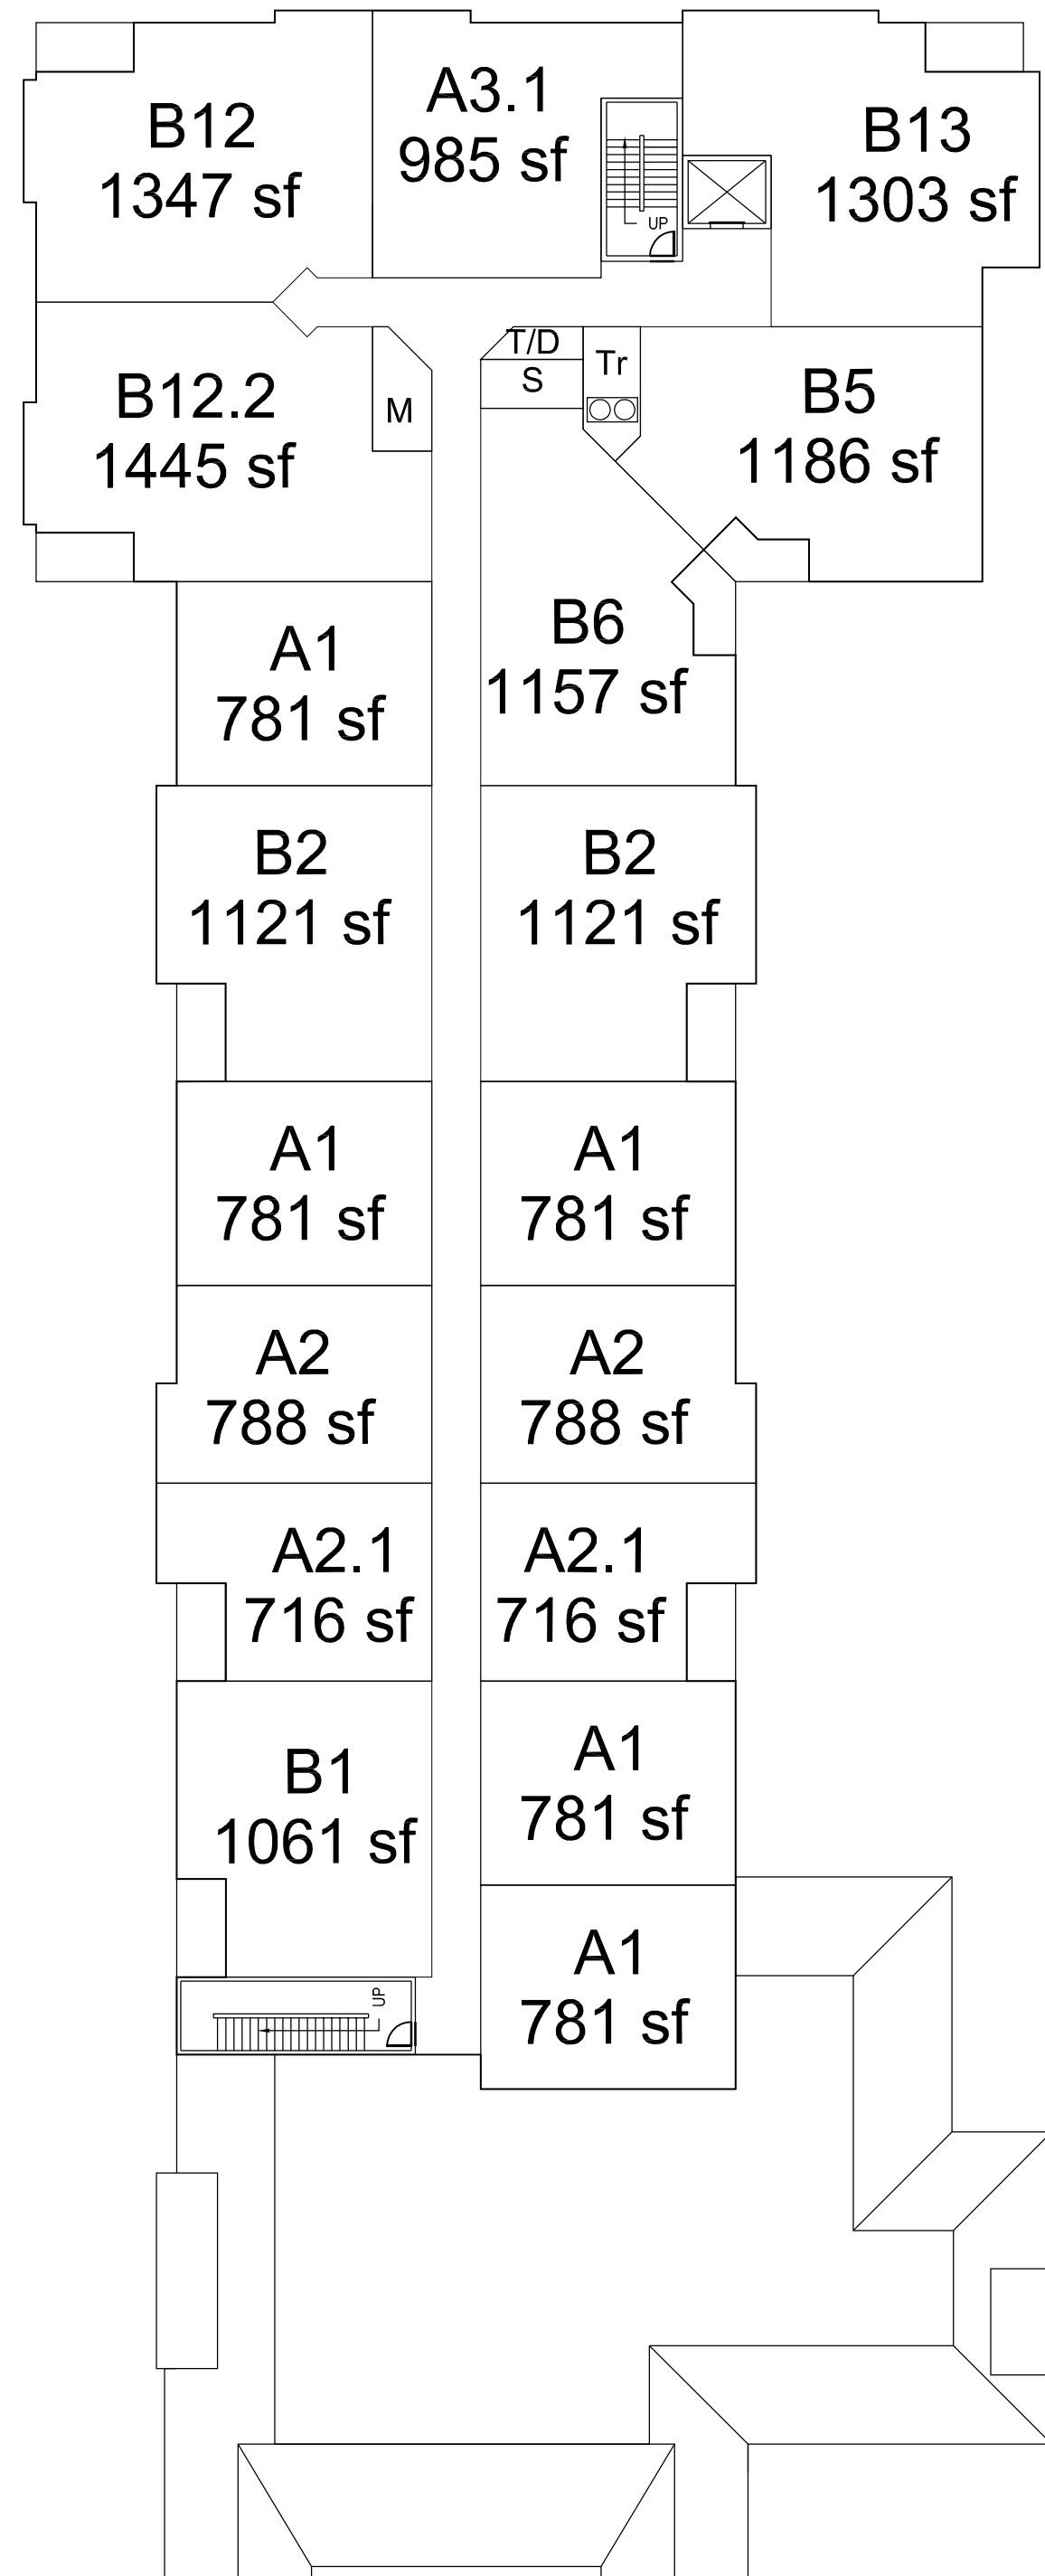 B12
1347 sf
A3.1
985 sf
B13
1303 sf
UP
T/D
S
Tr
M
B12.2
1445 sf
B5
1186 sf
A1
781 sf
B6
1157 sf
B2
1121 sf
B2
1121 sf
A1
781 sf
A1
781 sf
A2
788 sf
A2
788 sf
A2.1
716 sf
A2.1
716 sf
B1
1061 sf
A1
781 sf
A1
781 sf
UP